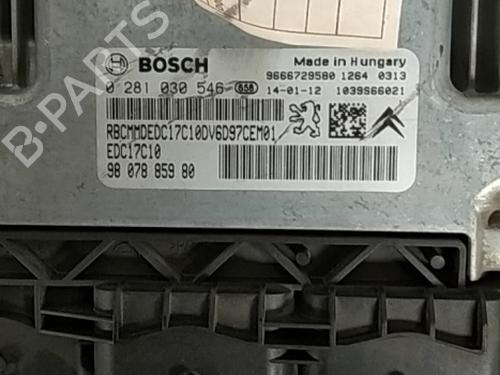 BOSCH
Made in Hungary
9666729580 1264 0313
0 281 030 546 658
14-01-12 1039S66021
RBCMMDEDC17C10DV6D97CEM01
EDC17C10
98 078 859 80
B-PARTS